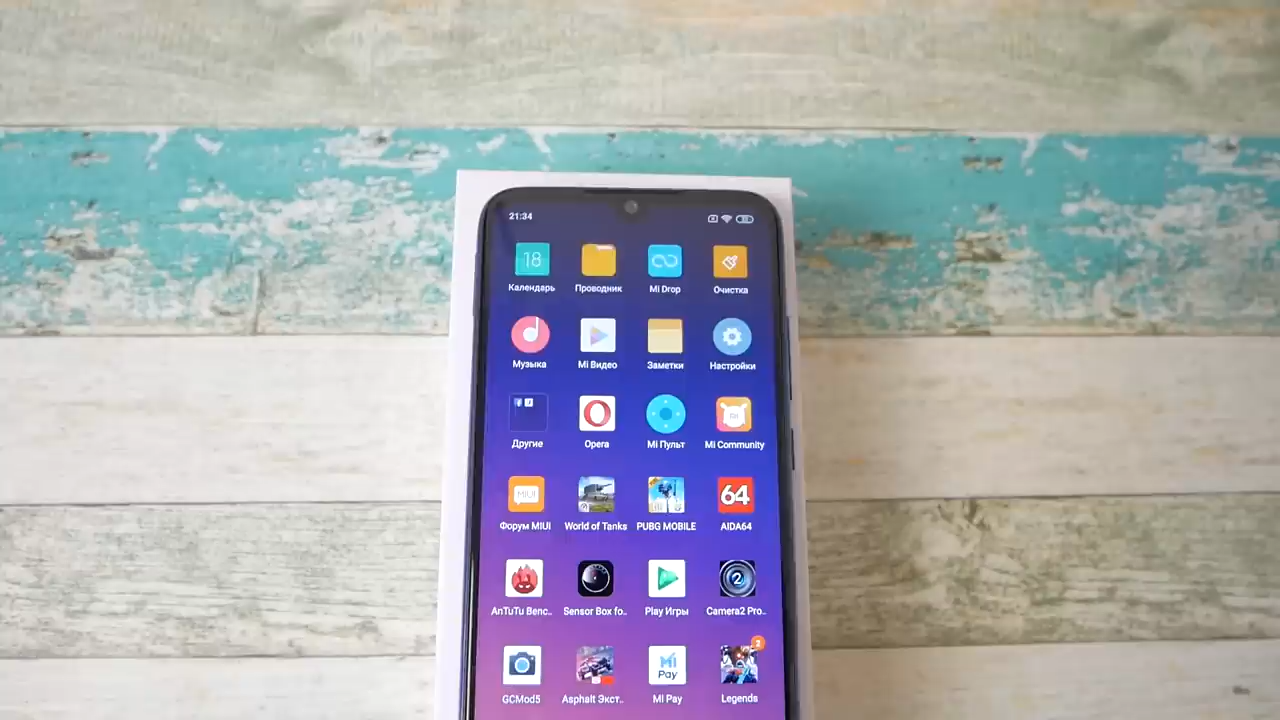 21:34
18
Календарь
Проводник
Mi Drop
Очистка
Музыка
Mi Видео
Заметки
Настройки
Другие
Opera
Mi Пульт
mi
Mi Community
MIUI
64
Форум MIUI
World of Tanks
PUBG MOBILE
AIDA64
2
AnTuTu Benc..
Sensor Box fo..
Play Игры
Camera2 Pro..
mi Pay
2
GCMod5
Asphalt Экст..
Mi Pay
Legends